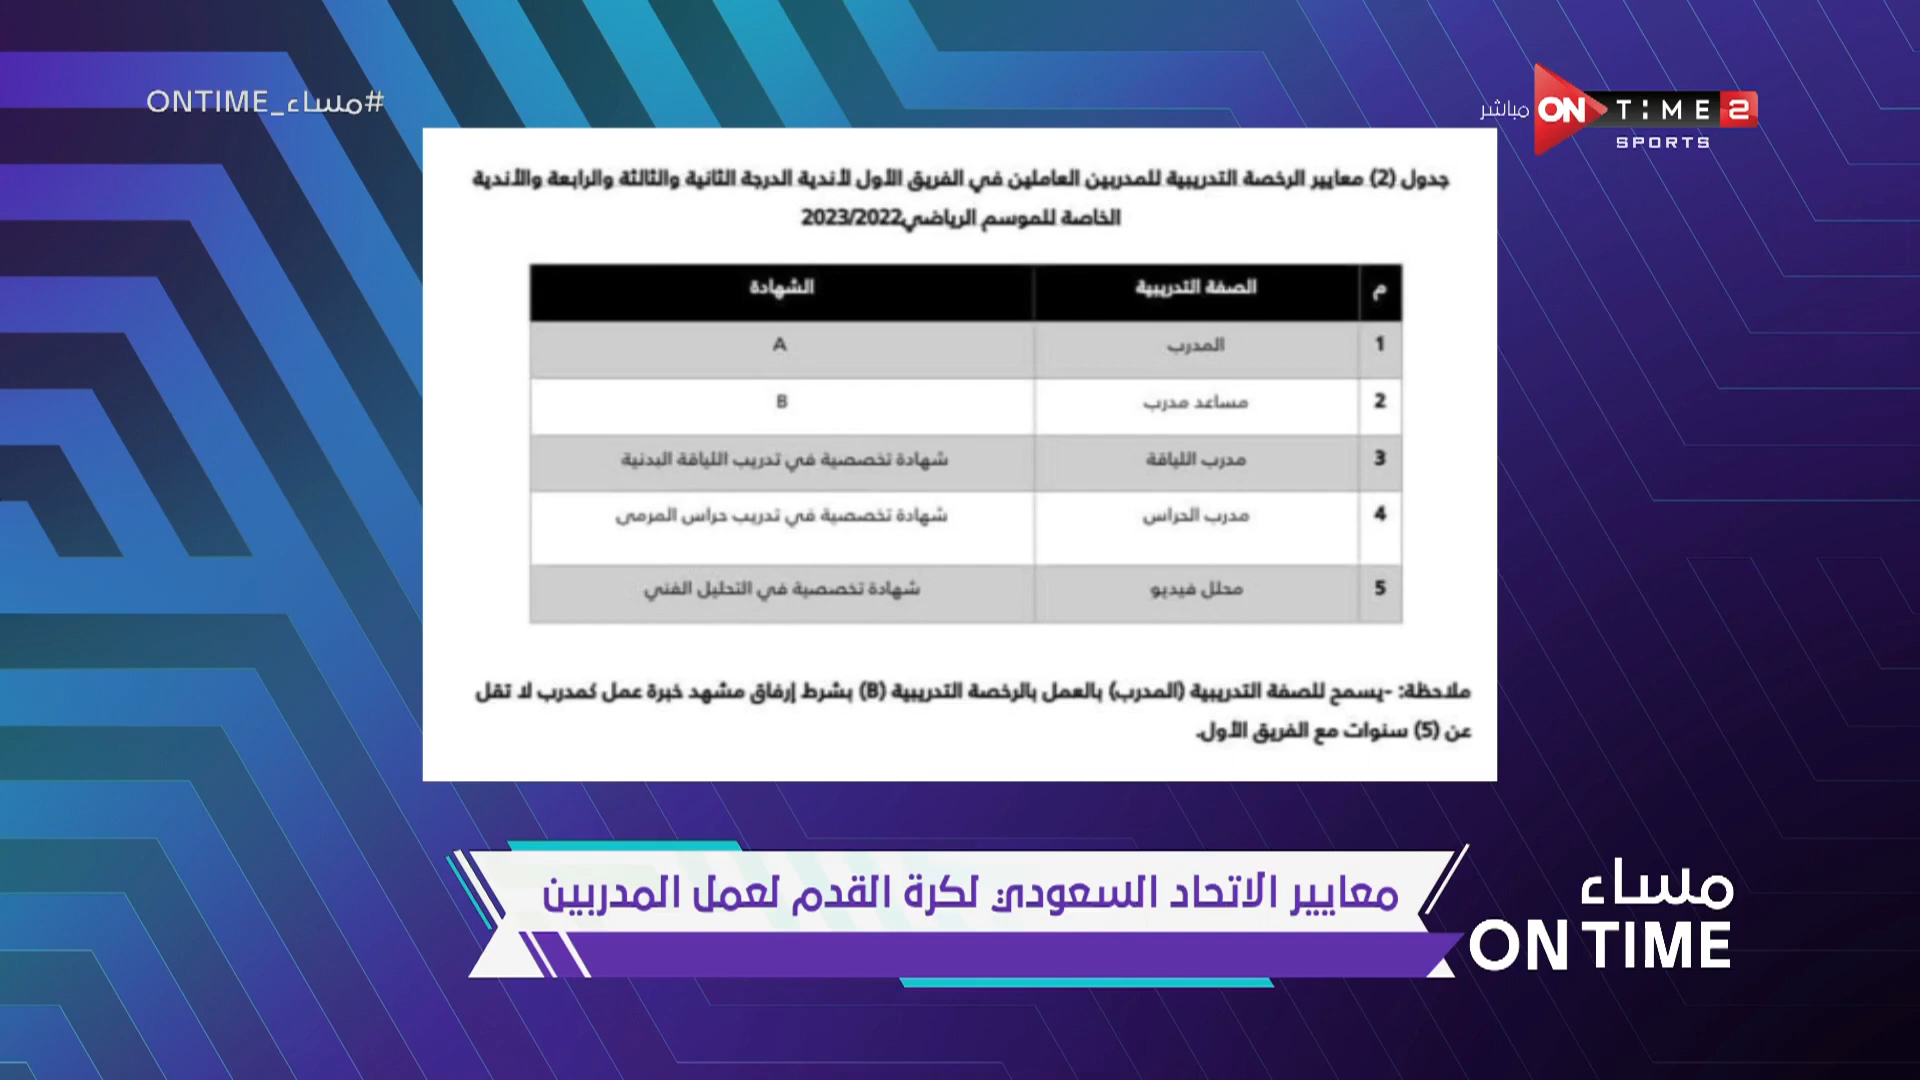 #مساء_ONTIME
مباشر
ON TIME 2
SPORTS
جدول (2) معايير الرخصة التدريبية للمدربين العاملين في الفريق الأول لأندية الدرجة الثانية والثالثة والرابعة والأندية
الخاصة للموسم الرياضي2023/2022
م الصفة التدريبية الشهادة
1 المدرب A
2 مساعد مدرب B
3 مدرب اللياقة شهادة تخصصية في تدريب اللياقة البدنية
4 مدرب الحراس شهادة تخصصية في تدريب حراس المرمى
5 محلل فيديو شهادة تخصصية في التحليل الفني
ملاحظة: -يسمح للصفة التدريبية (المدرب) بالعمل بالرخصة التدريبية (B) بشرط إرفاق مشهد خبرة عمل كمدرب لا تقل
عن (5) سنوات مع الفريق الأول.
معايير الاتحاد السعودي لكرة القدم لعمل المدربين
مساء
ON TIME